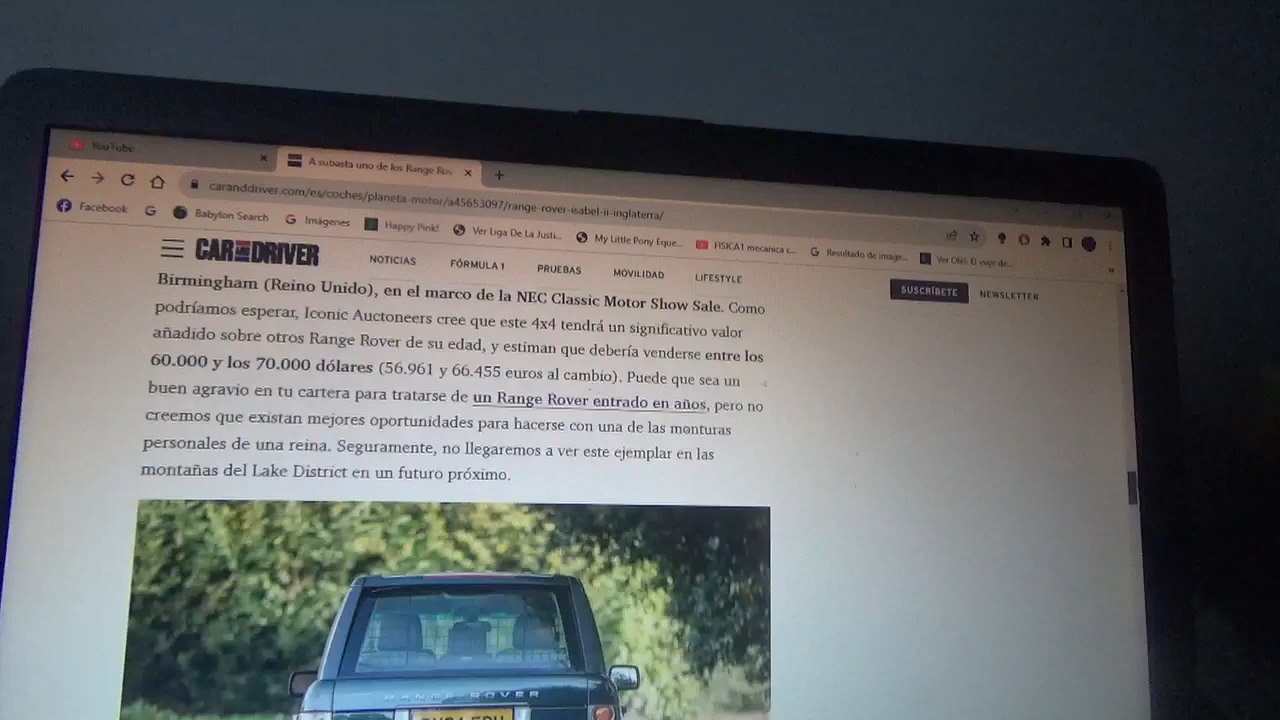 YouTube
A subasta uno de los Range Rov
caranddriver.com/es/coches/planeta-motor/a45653097/range-rover-isabel-ii-inglaterra/
Facebook
Babylon Search
Imágenes
Happy Pink!
Ver Liga De La Justi...
My Little Pony Eque...
FISICA1 mecanica c...
Resultado de image...
Ver Olé! El viaje de...
CAR AND DRIVER
NOTICIAS
FÓRMULA 1
PRUEBAS
MOVILIDAD
LIFESTYLE
SUSCRÍBETE
NEWSLETTER
Birmingham (Reino Unido), en el marco de la NEC Classic Motor Show Sale. Como
podríamos esperar, Iconic Auctoneers cree que este 4x4 tendrá un significativo valor
añadido sobre otros Range Rover de su edad, y estiman que debería venderse entre los
60.000 y los 70.000 dólares (56.961 y 66.455 euros al cambio). Puede que sea un
buen agravio en tu cartera para tratarse de un Range Rover entrado en años, pero no
creemos que existan mejores oportunidades para hacerse con una de las monturas
personales de una reina. Seguramente, no llegaremos a ver este ejemplar en las
montañas del Lake District en un futuro próximo.
RANGE ROVER